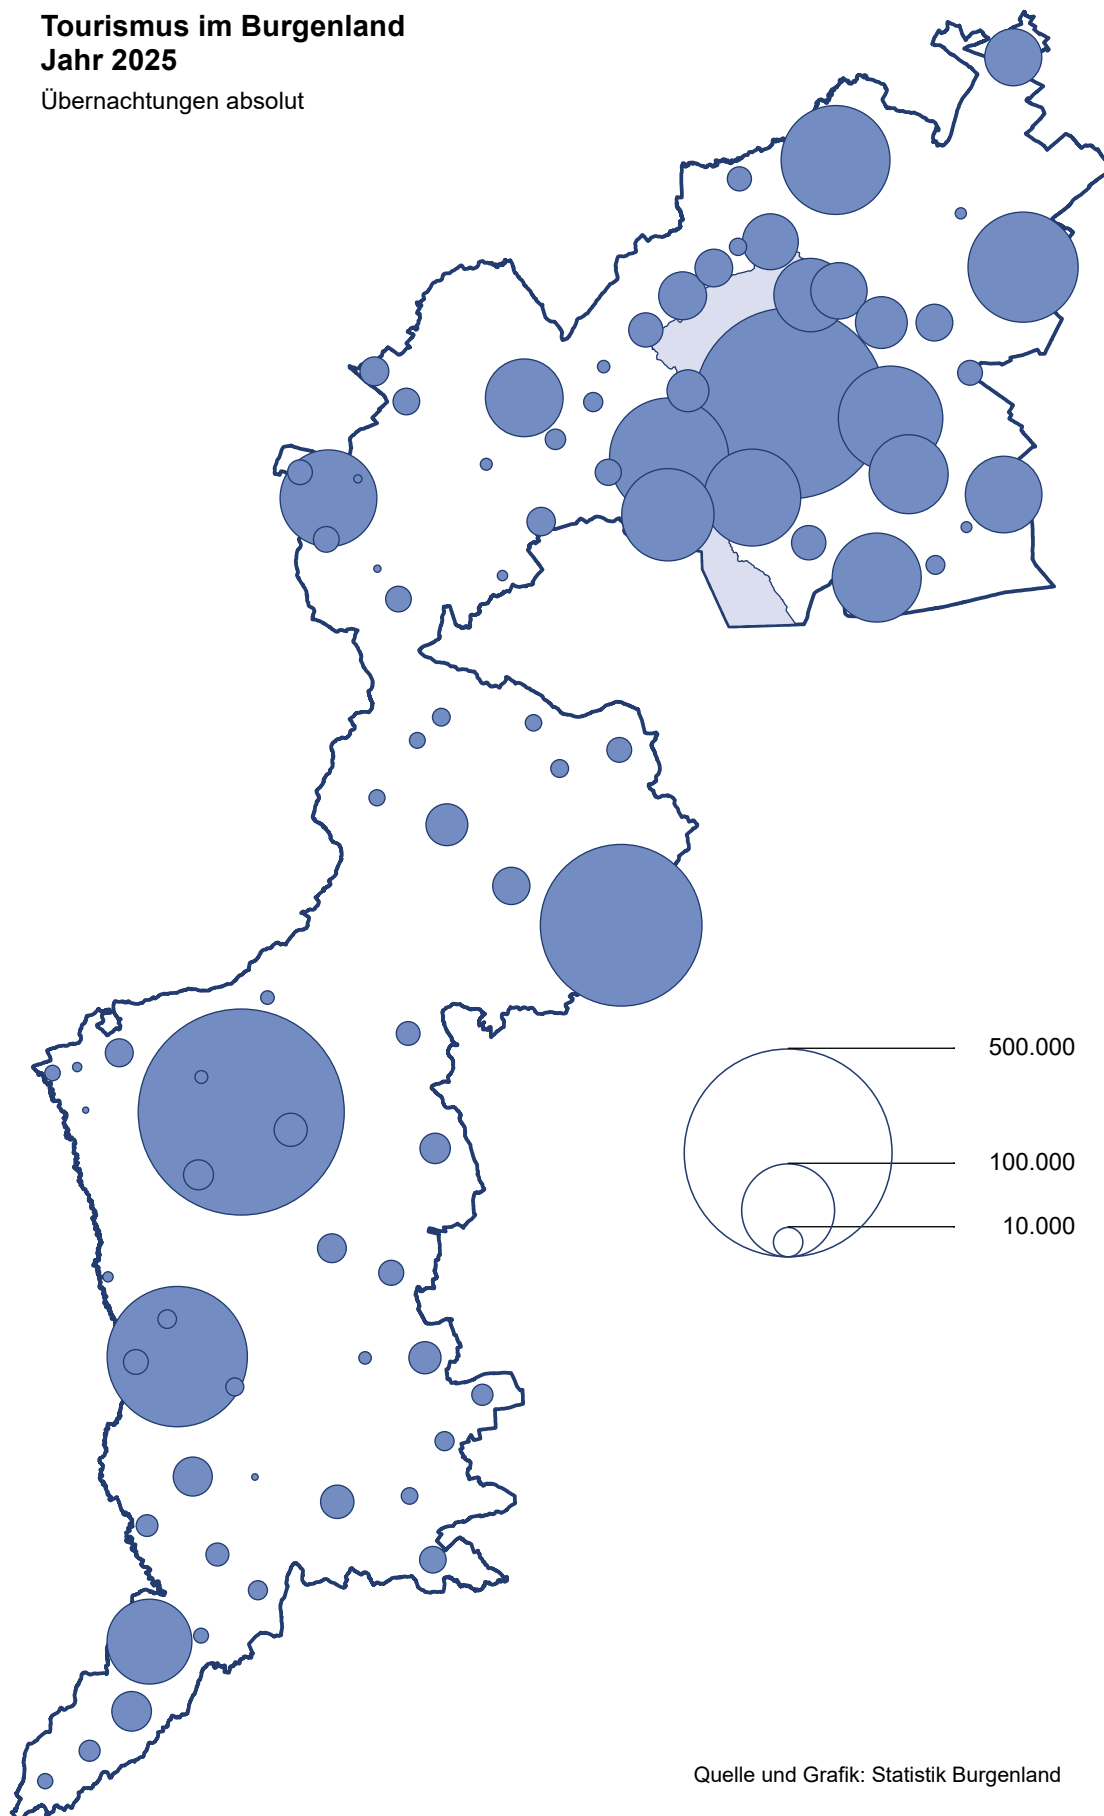 Tourismus im Burgenland
Jahr 2025
Übernachtungen absolut
500.000
100.000
10.000
Quelle und Grafik: Statistik Burgenland